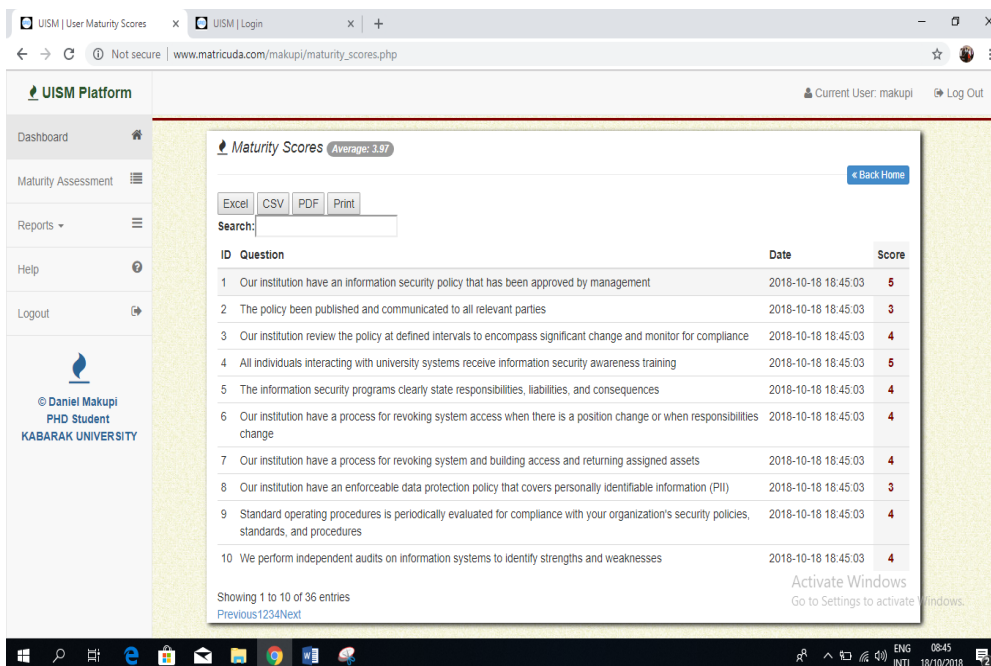 UISM | User Maturity Scores
UISM | Login
Not secure | www.matricuda.com/makupi/maturity_scores.php
UISM Platform
Current User: makupi
Log Out
Dashboard
Maturity Assessment
Reports
Help
Logout
© Daniel Makupi
PHD Student
KABARAK UNIVERSITY
Maturity Scores Average: 3.97
« Back Home
Excel CSV PDF Print
Search:
ID Question Date Score
1 Our institution have an information security policy that has been approved by management 2018-10-18 18:45:03 5
2 The policy been published and communicated to all relevant parties 2018-10-18 18:45:03 3
3 Our institution review the policy at defined intervals to encompass significant change and monitor for compliance 2018-10-18 18:45:03 4
4 All individuals interacting with university systems receive information security awareness training 2018-10-18 18:45:03 5
5 The information security programs clearly state responsibilities, liabilities, and consequences 2018-10-18 18:45:03 4
6 Our institution have a process for revoking system access when there is a position change or when responsibilities 2018-10-18 18:45:03 4
change
7 Our institution have a process for revoking system and building access and returning assigned assets 2018-10-18 18:45:03 4
8 Our institution have an enforceable data protection policy that covers personally identifiable information (PII) 2018-10-18 18:45:03 3
9 Standard operating procedures is periodically evaluated for compliance with your organization's security policies, 2018-10-18 18:45:03 4
standards, and procedures
10 We perform independent audits on information systems to identify strengths and weaknesses 2018-10-18 18:45:03 4
Showing 1 to 10 of 36 entries
Previous1234Next
Activate Windows
Go to Settings to activate Windows.
ENG 08:45
INTL 18/10/2018